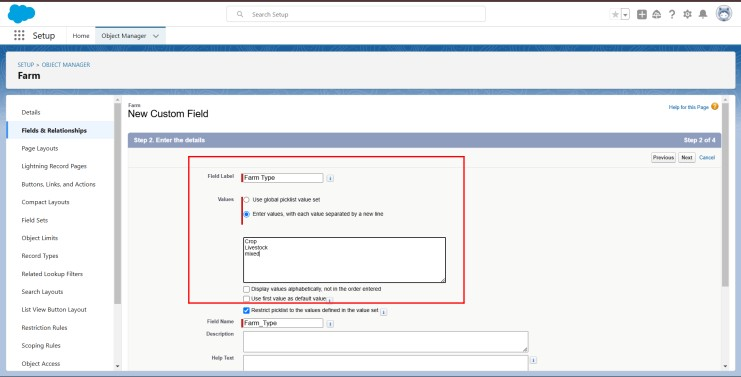 Search Setup
Setup
Home
Object Manager
SETUP > OBJECT MANAGER
Farm
Details
Fields & Relationships
Page Layouts
Lightning Record Pages
Buttons, Links, and Actions
Compact Layouts
Field Sets
Object Limits
Record Types
Related Lookup Filters
Search Layouts
List View Button Layout
Restriction Rules
Scoping Rules
Object Access
Farm
New Custom Field
Help for this Page
Step 2. Enter the details
Step 2 of 4
Previous Next Cancel
Field Label Farm Type
Values Use global picklist value set
Enter values, with each value separated by a new line
Crop
Livestock
mixed
Display values alphabetically, not in the order entered
Use first value as default value
Restrict picklist to the values defined in the value set
Field Name Farm_Type
Description
Help Text